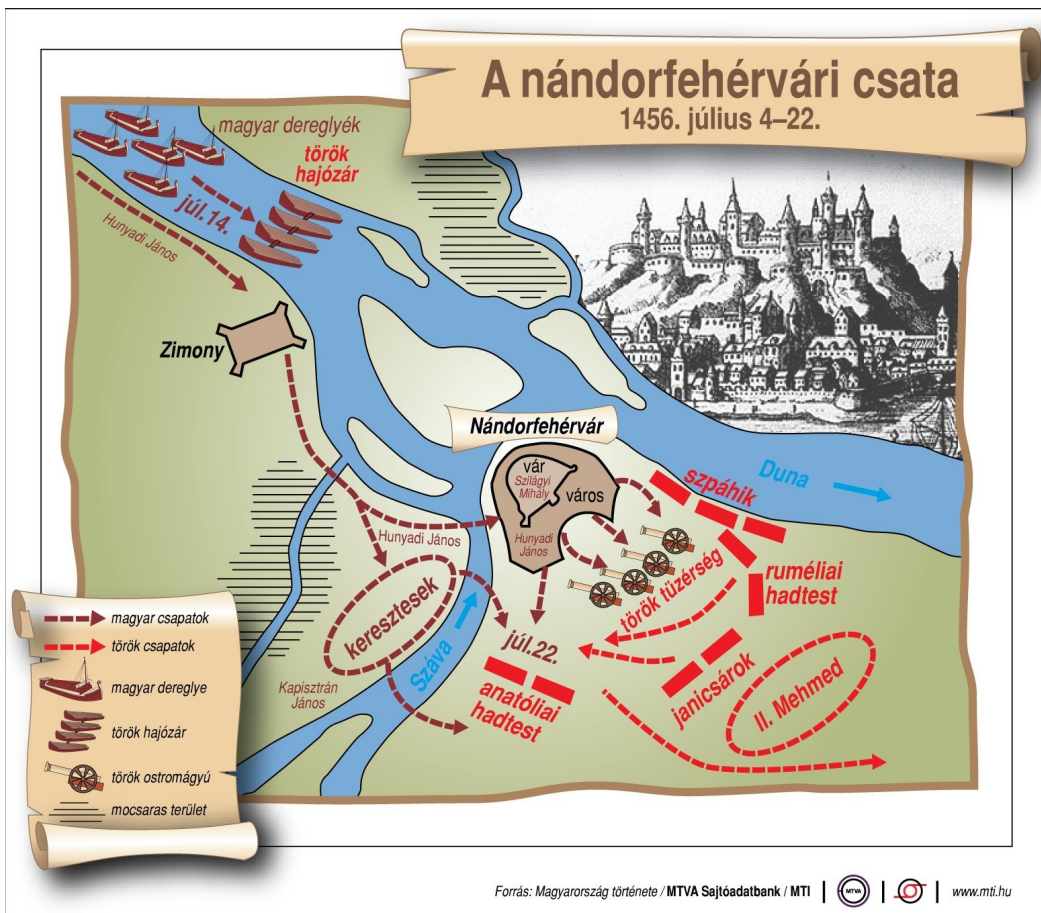 A nándorfehérvári csata
1456. július 4–22.
magyar dereglyék
török
hajózár
júl.14.
Hunyadi János
Zimony
Nándorfehérvár
vár
Szilágyi
Mihály
város
Hunyadi
János
szpáhik
Duna
Hunyadi János
keresztesek
Kapisztrán
János
Száva
júl.22.
anatóliai
hadtest
török tüzérség
ruméliai
hadtest
janicsárok
II. Mehmed
magyar csapatok
török csapatok
magyar dereglye
török hajózár
török ostromágyú
mocsaras terület
Forrás: Magyarország története / MTVA Sajtóadatbank / MTI | MTVA | | www.mti.hu